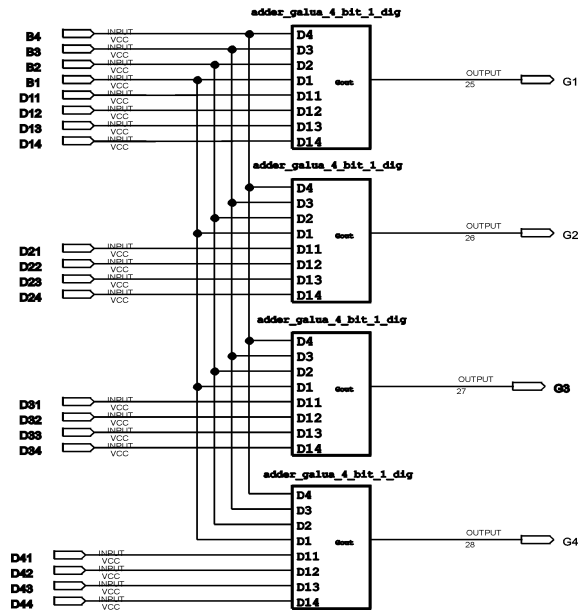 adder_galua_4_bit_1_dig
B4 INPUT VCC D4
B3 D3
B2 D2
B1 INPUT VCC D1 Gout OUTPUT 25 G1
D11 INPUT VCC D11
D12 INPUT VCC D12
D13 INPUT VCC D13
D14 INPUT VCC D14
adder_galua_4_bit_1_dig
D4
D3
D2
D1 Gout OUTPUT 26 G2
D21 INPUT VCC D11
D22 INPUT VCC D12
D23 INPUT VCC D13
D24 INPUT VCC D14
adder_galua_4_bit_1_dig
D4
D3
D2
D1 Gout OUTPUT 27 G3
D31 INPUT VCC D11
D32 INPUT VCC D12
D33 INPUT VCC D13
D34 INPUT VCC D14
adder_galua_4_bit_1_dig
D4
D3
D2
D1 Gout OUTPUT 28 G4
D41 INPUT VCC D11
D42 INPUT VCC D12
D43 INPUT VCC D13
D44 INPUT VCC D14